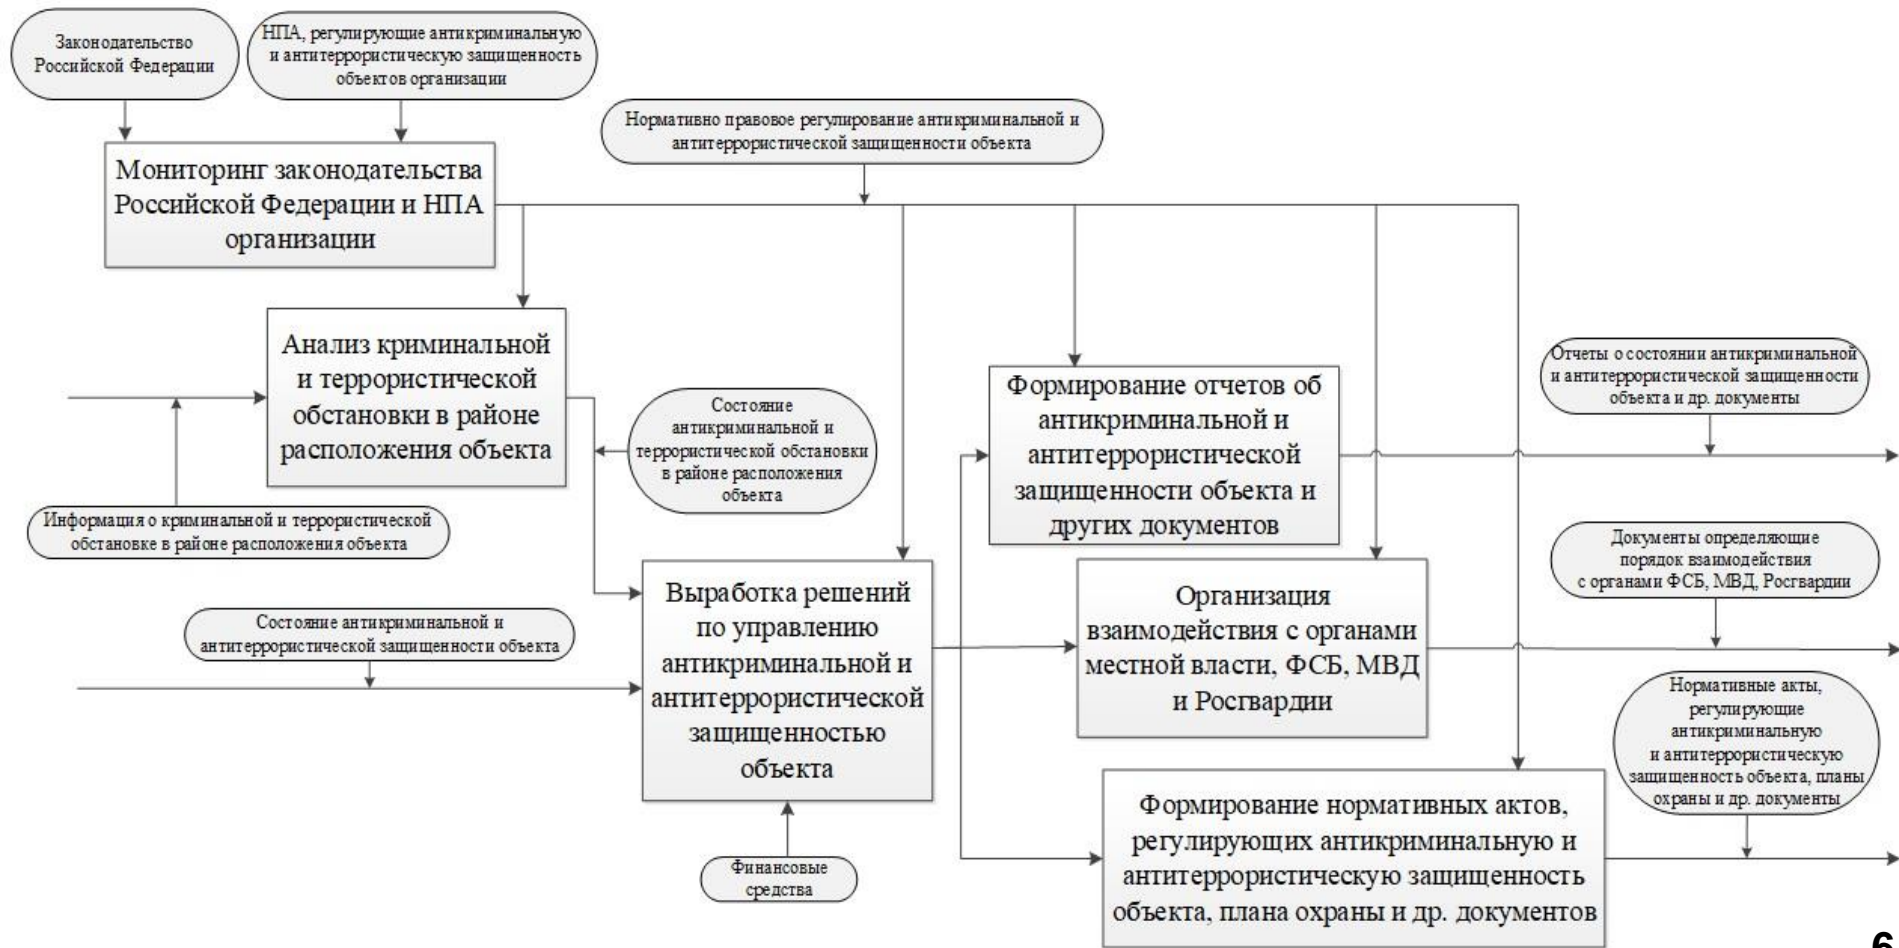 Законодательство
Российской Федерации
НПА, регулирующие антикриминальную
и антитеррористическую защищенность
объектов организации
Нормативно правовое регулирование антикриминальной и
антитеррористической защищенности объекта
Мониторинг законодательства
Российской Федерации и НПА
организации
Анализ криминальной
и террористической
обстановки в районе
расположения объекта
Информация о криминальной и террористической
обстановке в районе расположения объекта
Состояние
антикриминальной и
террористической обстановки
в районе расположения
объекта
Состояние антикриминальной и
антитеррористической защищенности объекта
Выработка решений
по управлению
антикриминальной и
антитеррористической
защищенностью
объекта
Финансовые
средства
Формирование отчетов об
антикриминальной и
антитеррористической
защищенности объекта и
других документов
Отчеты о состоянии антикриминальной
и антитеррористической защищенности
объекта и др. документы
Организация
взаимодействия с органами
местной власти, ФСБ, МВД
и Росгвардии
Документы определяющие
порядок взаимодействия
с органами ФСБ, МВД, Росгвардии
Нормативные акты,
регулирующие
антикриминальную
и антитеррористическую
защищенность объекта, планы
охраны и др. документы
Формирование нормативных актов,
регулирующих антикриминальную и
антитеррористическую защищенность
объекта, плана охраны и др. документов
6